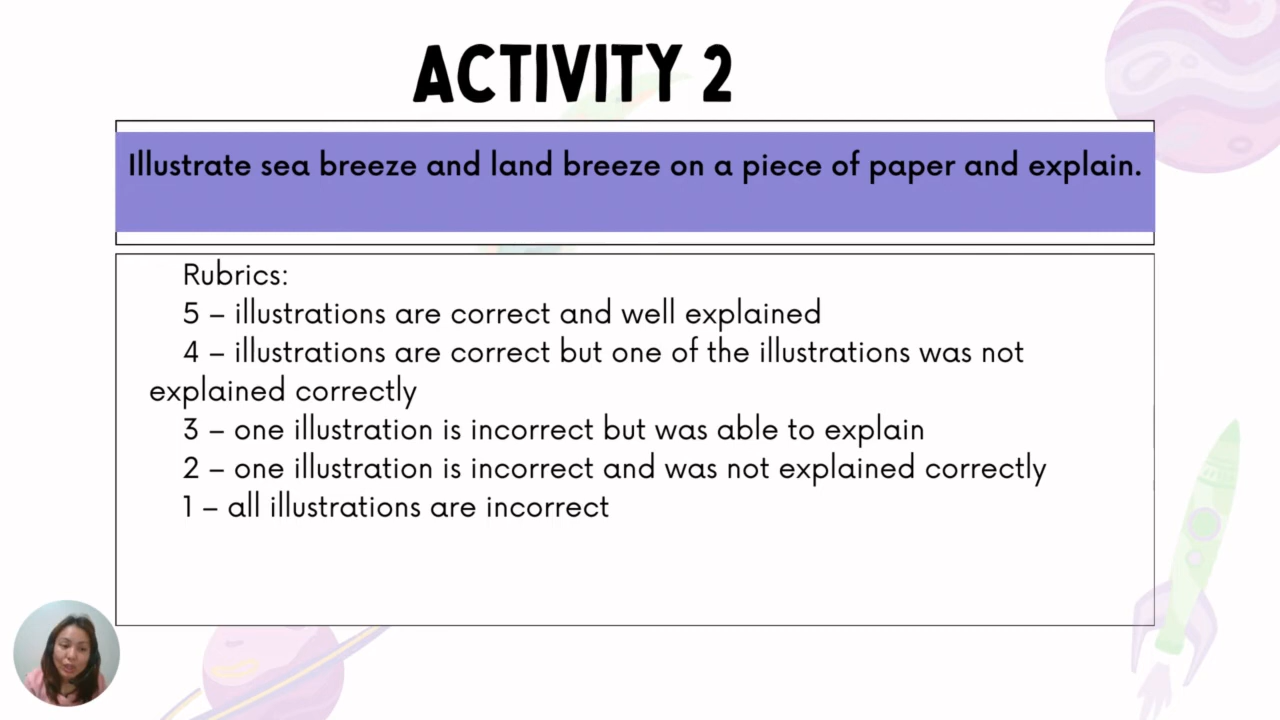 ACTIVITY 2
Illustrate sea breeze and land breeze on a piece of paper and explain.
Rubrics:
5 – illustrations are correct and well explained
4 – illustrations are correct but one of the illustrations was not
explained correctly
3 – one illustration is incorrect but was able to explain
2 – one illustration is incorrect and was not explained correctly
1 – all illustrations are incorrect